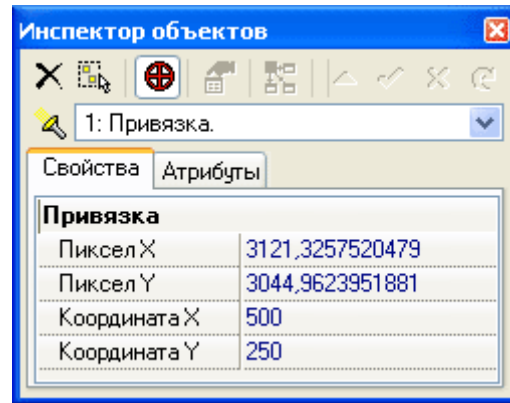 Инспектор объектов
1: Привязка.
Свойства Атрибуты
Привязка
Пиксел X 3121,3257520479
Пиксел Y 3044,9623951881
Координата X 500
Координата Y 250